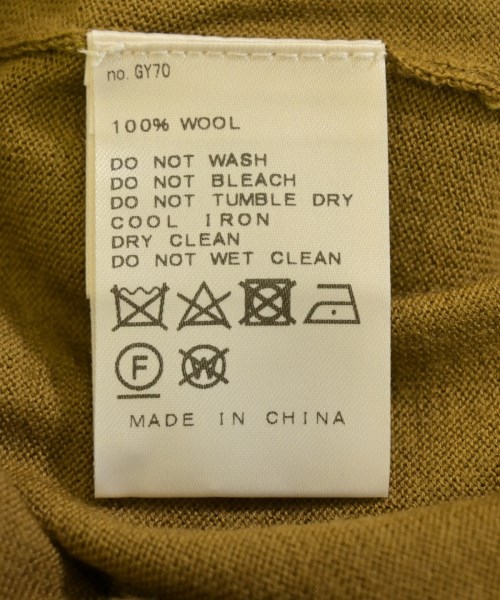 no. GY70
100% WOOL
DO NOT WASH
DO NOT BLEACH
DO NOT TUMBLE DRY
COOL IRON
DRY CLEAN
DO NOT WET CLEAN
F W
MADE IN CHINA